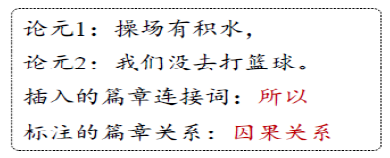 论元1：操场有积水，
论元2：我们没去打篮球。
插入的篇章连接词：所以
标注的篇章关系：因果关系